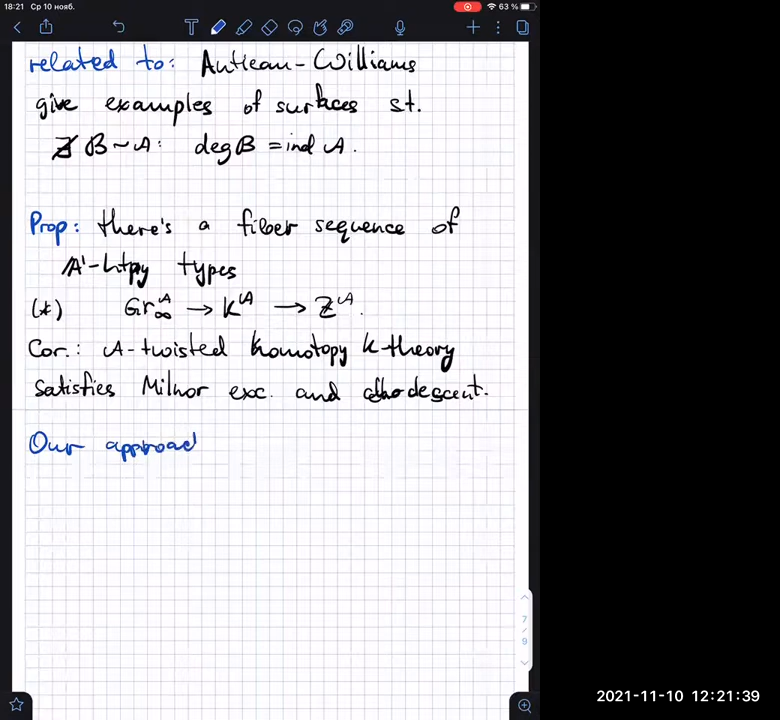 18:21 Ср 10 нояб.
63 %
related to: Antieau-Williams
give examples of surfaces st.
B ~ A: deg B = ind A.
Prop: there's a fiber sequence of
A¹-htpy types
(*) Gr^A_∞ → K^A → Z^A.
Cor.: A-twisted homotopy K-theory
satisfies Milnor exc. and cdh descent.
Our approac
7
/
9
2021-11-10 12:21:39